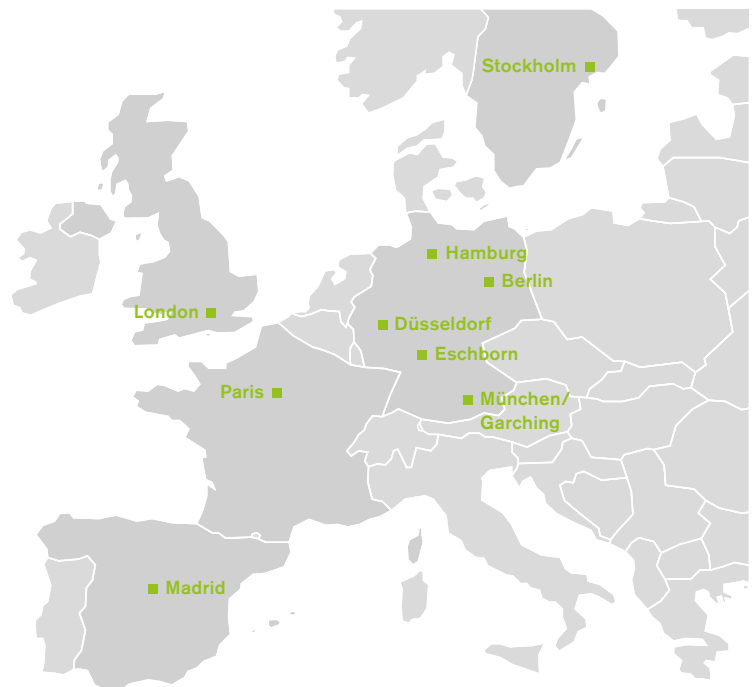 Stockholm
Hamburg
Berlin
London
Düsseldorf
Eschborn
Paris
München/
Garching
Madrid